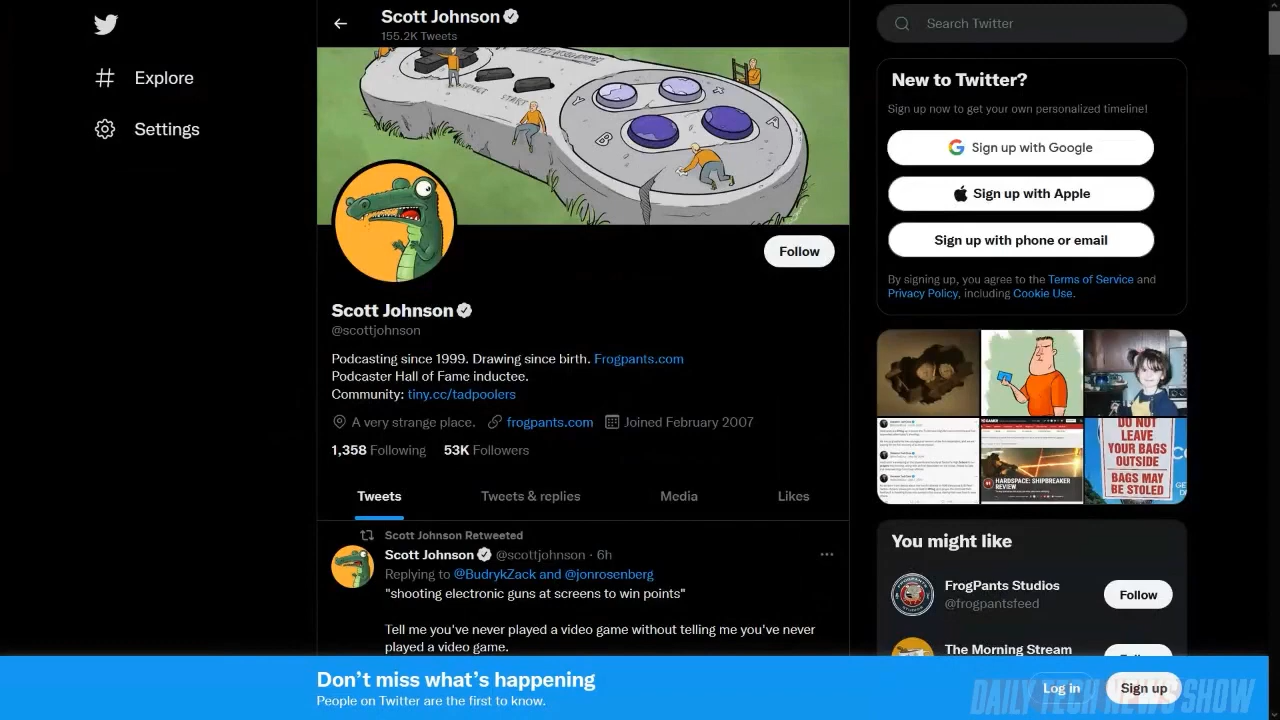 Explore
Settings
Scott Johnson
155.2K Tweets
SELECT
START
Y
X
B
A
Follow
Scott Johnson
@scottjohnson
Podcasting since 1999. Drawing since birth. Frogpants.com
Podcaster Hall of Fame inductee.
Community: tiny.cc/tadpoolers
A very strange place. frogpants.com Joined February 2007
1,358 Following 53K Followers
Tweets Tweets & replies Media Likes
Scott Johnson Retweeted
Scott Johnson @scottjohnson · 6h
Replying to @BudrykZack and @jonrosenberg
"shooting electronic guns at screens to win points"
Tell me you've never played a video game without telling me you've never
played a video game.
Search Twitter
New to Twitter?
Sign up now to get your own personalized timeline!
Sign up with Google
Sign up with Apple
Sign up with phone or email
By signing up, you agree to the Terms of Service and
Privacy Policy, including Cookie Use.
HARDSPACE: SHIPBREAKER
REVIEW
DO NOT
LEAVE
YOUR BAGS
OUTSIDE
BAGS MAY
BE STOLED
You might like
FrogPants Studios
@frogpantsfeed
Follow
The Morning Stream
Don't miss what's happening
People on Twitter are the first to know.
Log in
Sign up
DAILY TECH NEWS SHOW